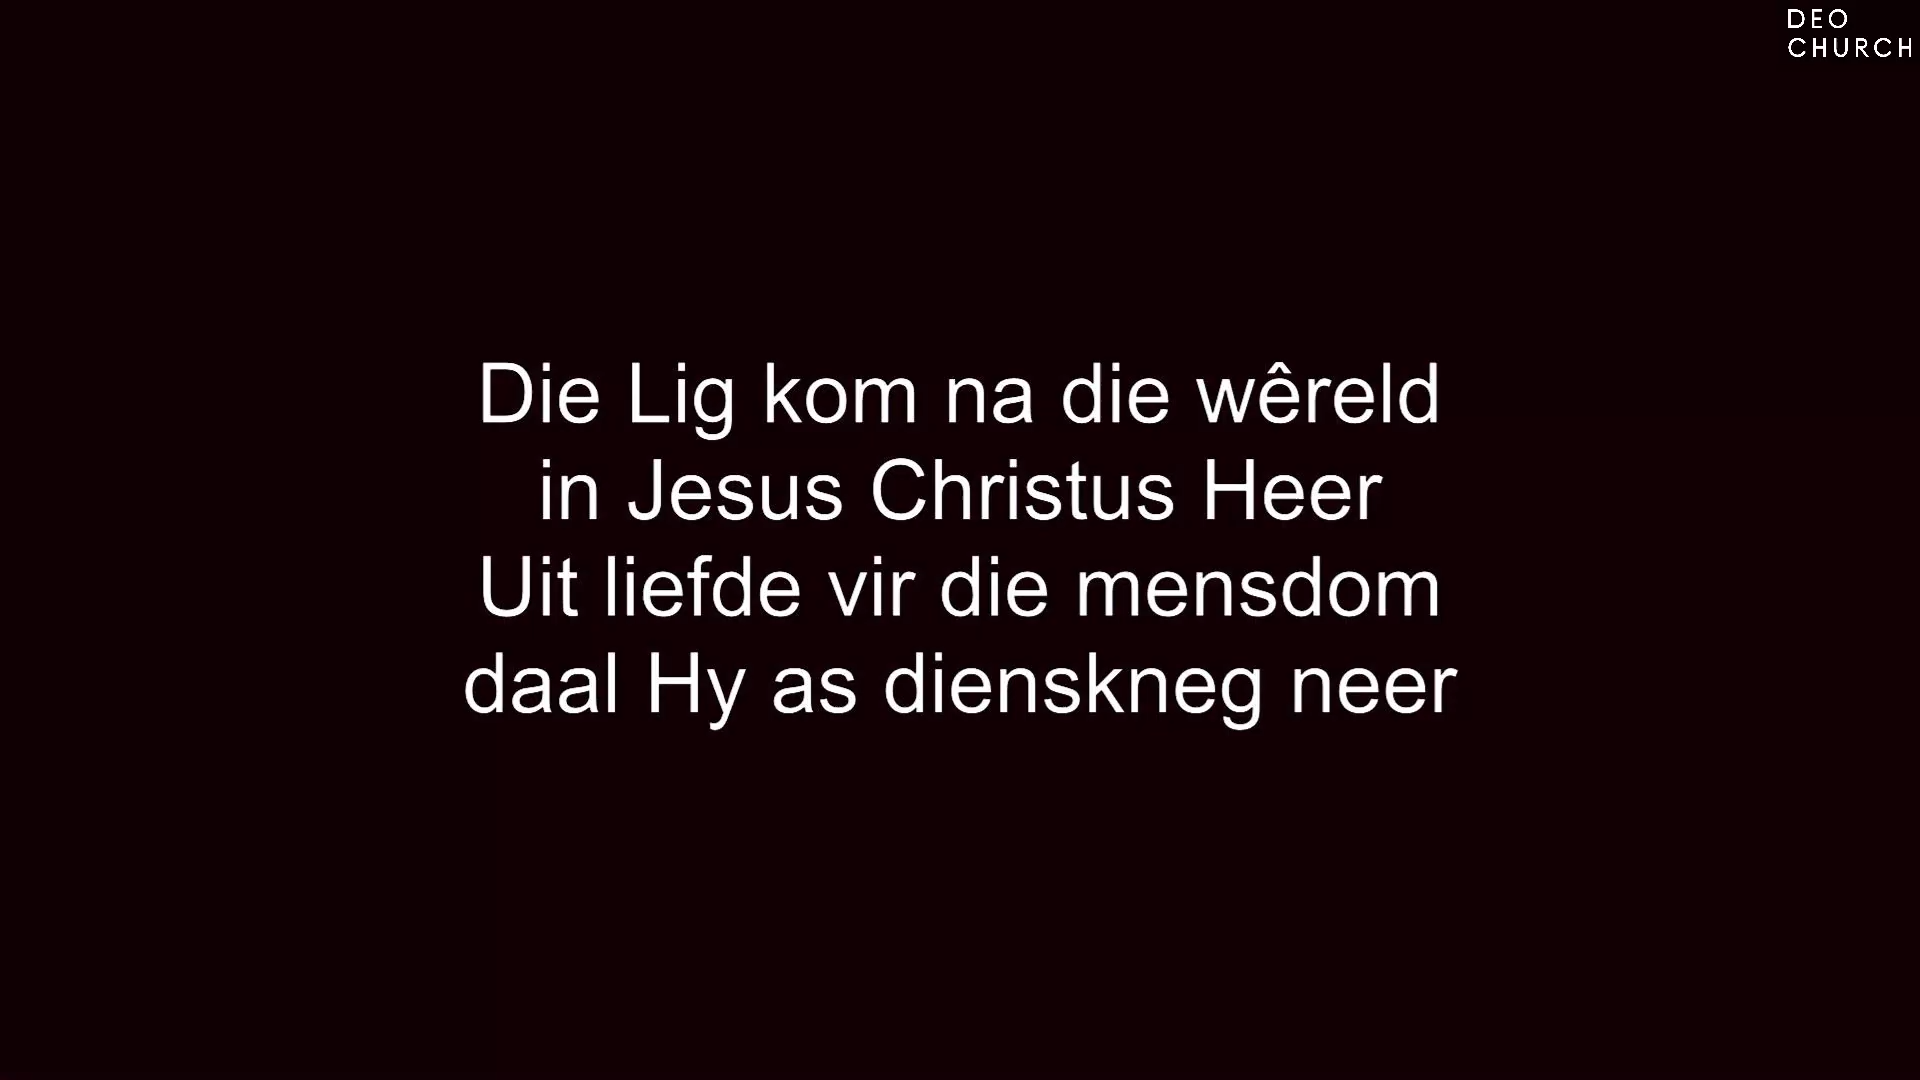 DEO
CHURCH
Die Lig kom na die wêreld
in Jesus Christus Heer
Uit liefde vir die mensdom
daal Hy as dienskneg neer